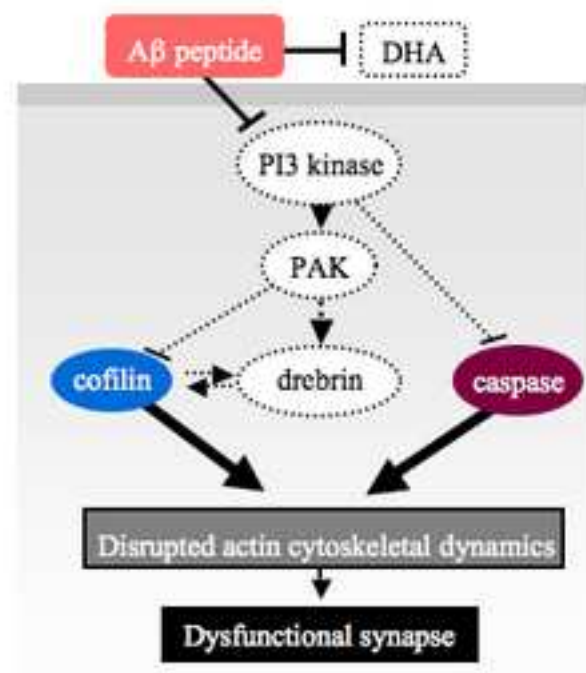 Aβ peptide
DHA
PI3 kinase
PAK
cofilin
drebrin
caspase
Disrupted actin cytoskeletal dynamics
Dysfunctional synapse